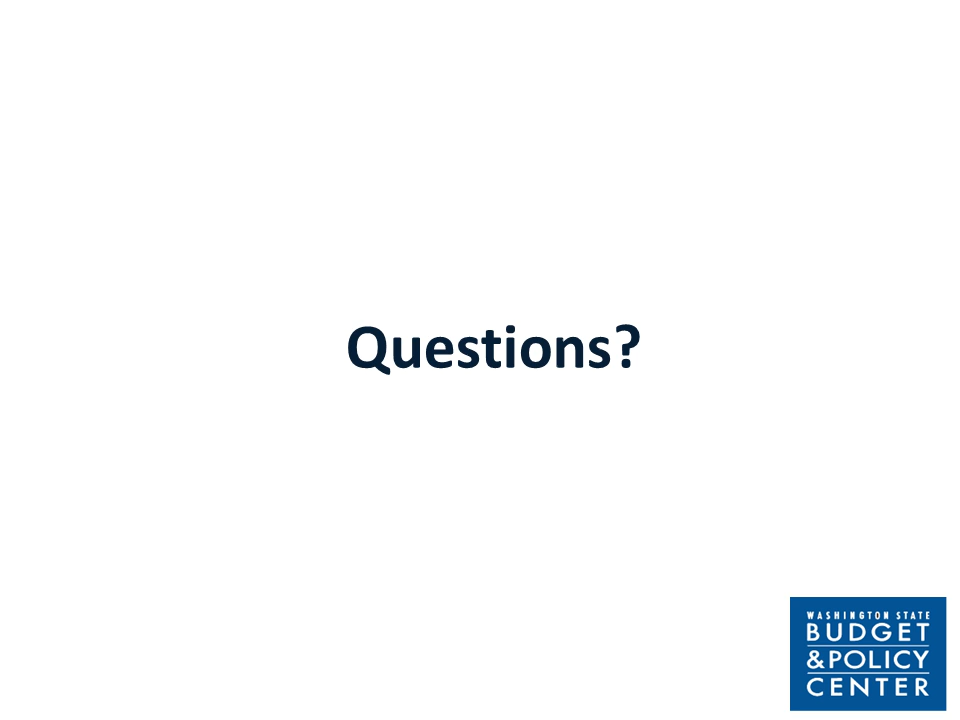 Questions?
WASHINGTON STATE
BUDGET
&POLICY
CENTER